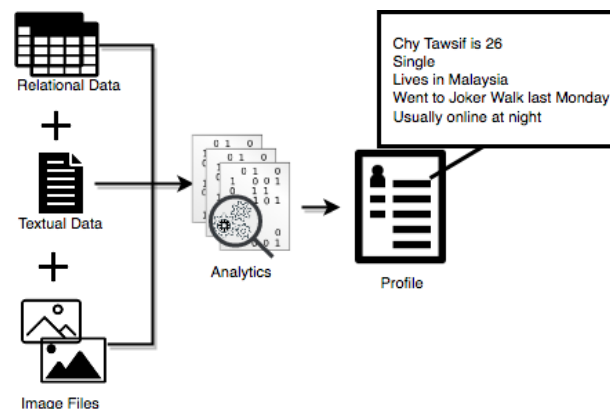 Chy Tawsif is 26
Single
Lives in Malaysia
Went to Joker Walk last Monday
Usually online at night
Relational Data
+
Textual Data
+
Image Files
Analytics
Profile